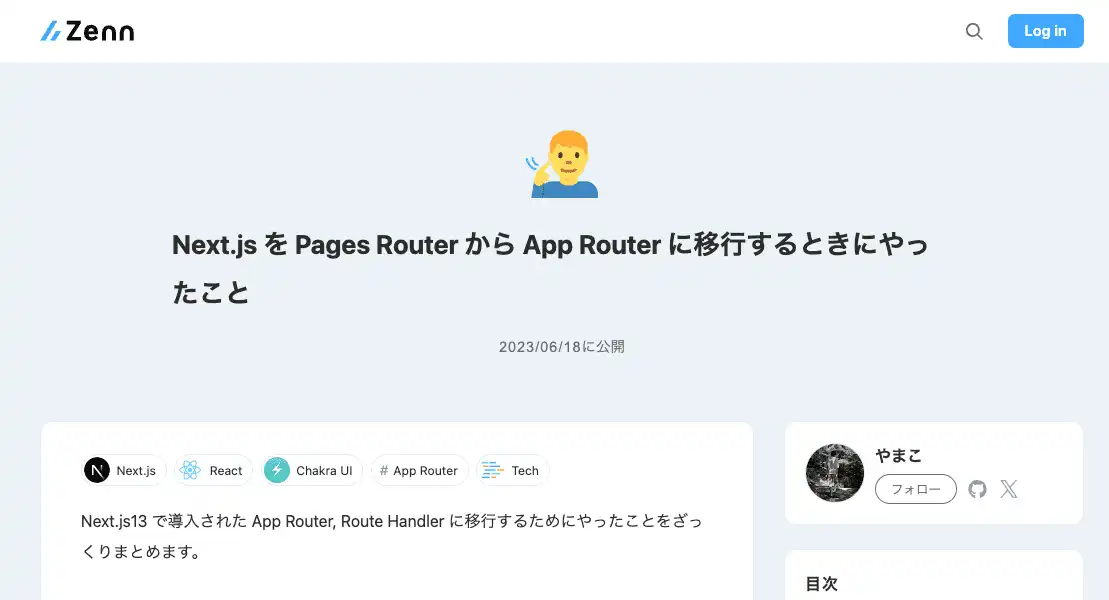 Zenn
Log in
Next.js を Pages Router から App Router に移行するときにやっ
たこと
2023/06/18に公開
Next.js
React
Chakra UI
# App Router
Tech
Next.js13 で導入された App Router, Route Handler に移行するためにやったことをざっ
くりまとめます。
やまこ
フォロー
目次